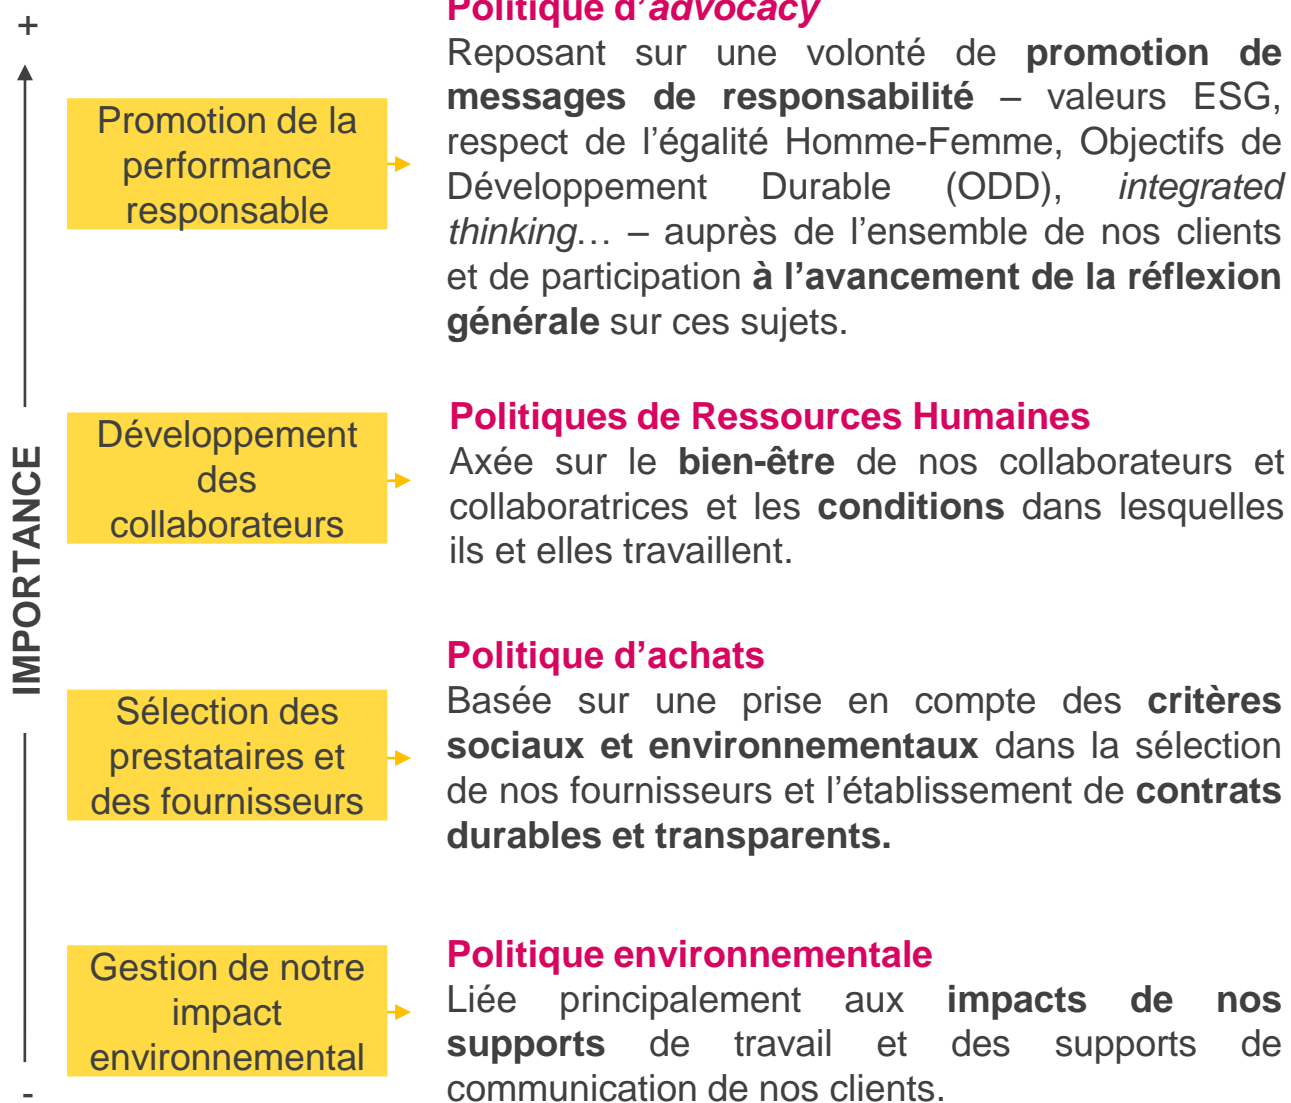 +
Politique d’advocacy
Reposant sur une volonté de promotion de
messages de responsabilité – valeurs ESG,
respect de l’égalité Homme-Femme, Objectifs de
Développement Durable (ODD), integrated
thinking… – auprès de l’ensemble de nos clients
et de participation à l’avancement de la réflexion
générale sur ces sujets.
Promotion de la
performance
responsable
IMPORTANCE
Développement
des
collaborateurs
Politiques de Ressources Humaines
Axée sur le bien-être de nos collaborateurs et
collaboratrices et les conditions dans lesquelles
ils et elles travaillent.
Sélection des
prestataires et
des fournisseurs
Politique d’achats
Basée sur une prise en compte des critères
sociaux et environnementaux dans la sélection
de nos fournisseurs et l’établissement de contrats
durables et transparents.
Gestion de notre
impact
environnemental
Politique environnementale
Liée principalement aux impacts de nos
supports de travail et des supports de
communication de nos clients.
-